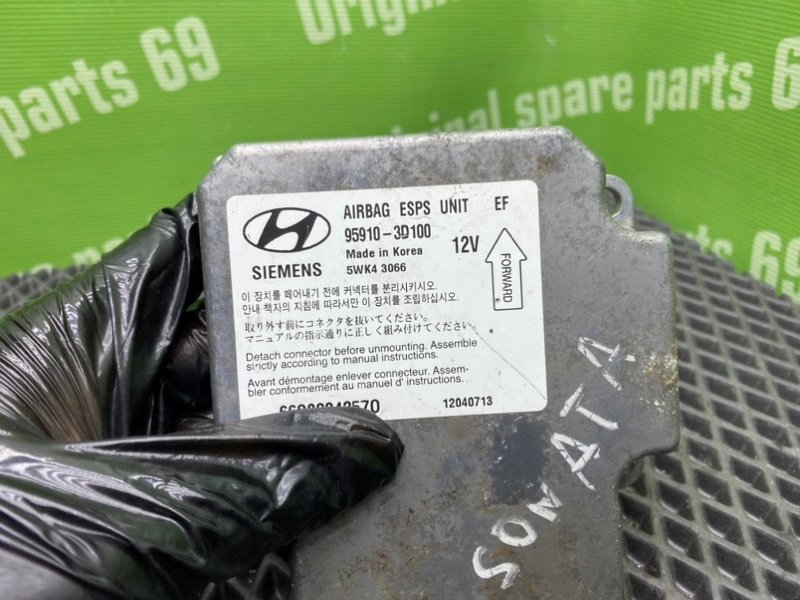 Original spare parts 69
parts 69
Original spare parts 69
AIRBAG ESPS UNIT EF
95910-3D100
Made in Korea 12V
SIEMENS 5WK4 3066
FORWARD
이 장치를 떼어내기 전에 커넥터를 분리시키시오.
안내 책자의 지침에 따라서만 이 장치를 조립하십시오.
取り外す前にコネクタを抜いてください。
マニュアルの指示通りに正しく組み付けてください。
Detach connector before unmounting. Assemble
strictly according to manual instructions.
Avant démontage enlever connecteur. Assem-
bler conformement au manuel d' instructions.
12040713
SONATA